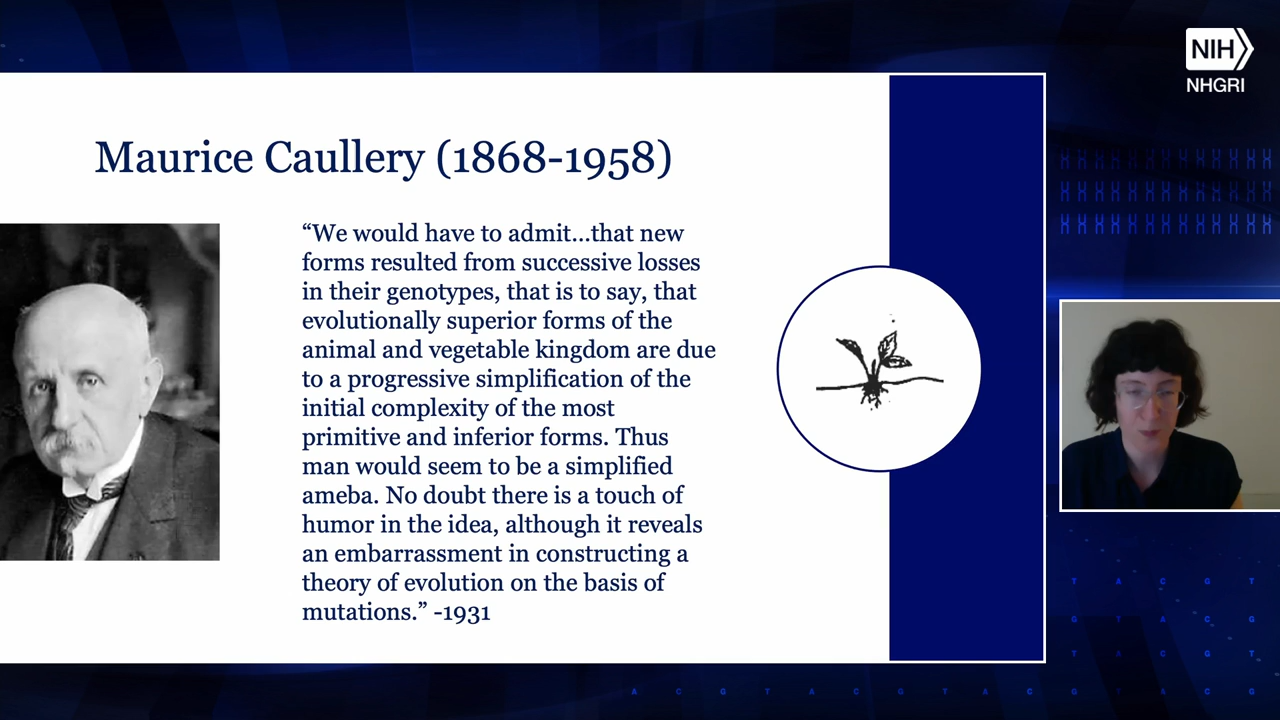 NIH
NHGRI
Maurice Caullery (1868-1958)
“We would have to admit...that new
forms resulted from successive losses
in their genotypes, that is to say, that
evolutionally superior forms of the
animal and vegetable kingdom are due
to a progressive simplification of the
initial complexity of the most
primitive and inferior forms. Thus
man would seem to be a simplified
ameba. No doubt there is a touch of
humor in the idea, although it reveals
an embarrassment in constructing a
theory of evolution on the basis of
mutations.” -1931
T A C G T
G T A C G
T A C G T
A C G T A C G T A C G T A C G